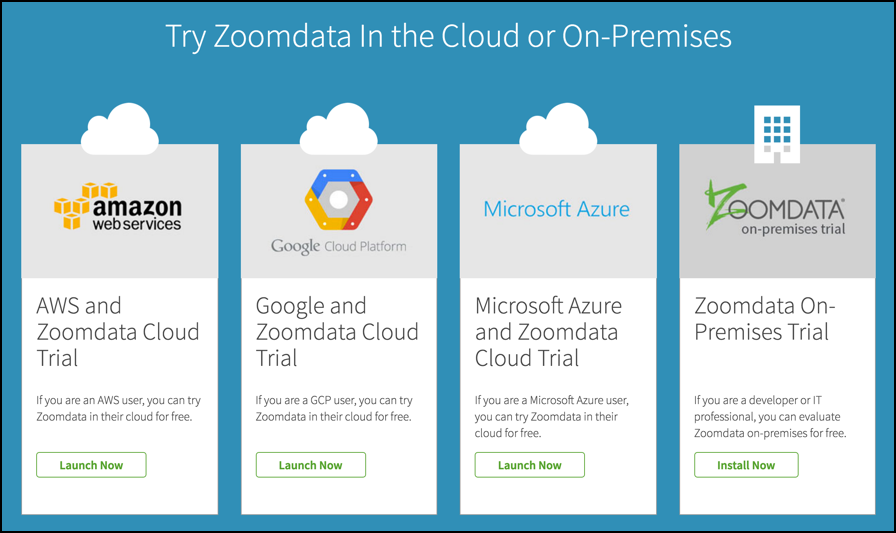 Try Zoomdata In the Cloud or On-Premises
amazon
web services
AWS and
Zoomdata Cloud
Trial
If you are an AWS user, you can try
Zoomdata in their cloud for free.
Launch Now
Google Cloud Platform
Google and
Zoomdata Cloud
Trial
If you are a GCP user, you can try
Zoomdata in their cloud for free.
Launch Now
Microsoft Azure
Microsoft Azure
and Zoomdata
Cloud Trial
If you are a Microsoft Azure user,
you can try Zoomdata in their
cloud for free.
Launch Now
ZOOMDATA®
on-premises trial
Zoomdata On-
Premises Trial
If you are a developer or IT
professional, you can evaluate
Zoomdata on-premises for free.
Install Now